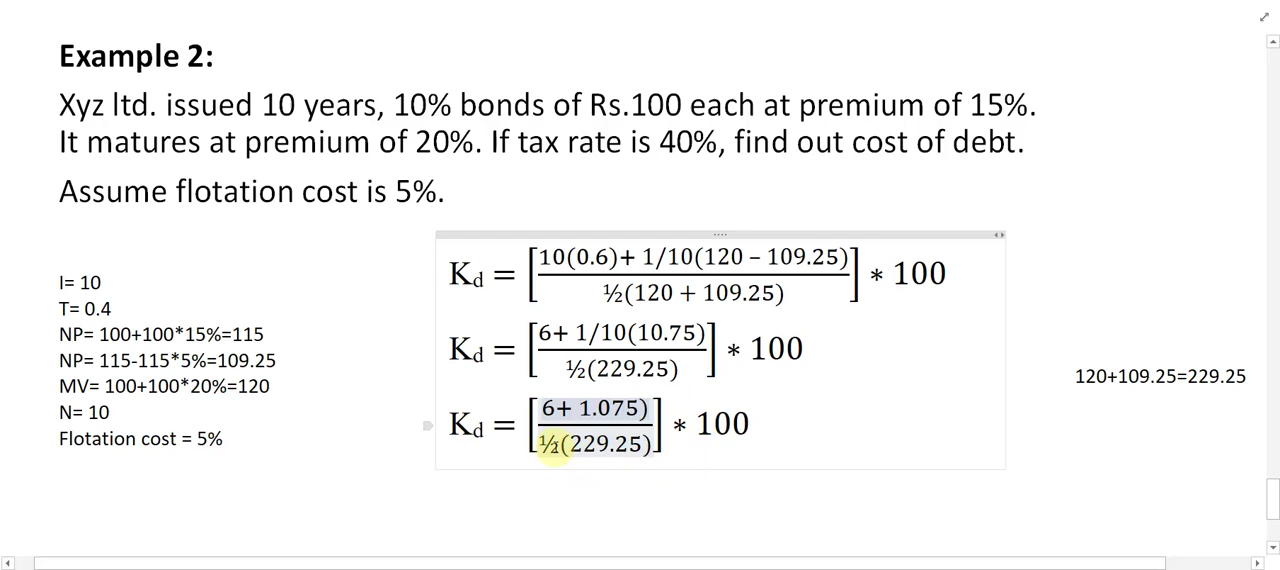 Example 2:
Xyz ltd. issued 10 years, 10% bonds of Rs.100 each at premium of 15%.
It matures at premium of 20%. If tax rate is 40%, find out cost of debt.
Assume flotation cost is 5%.
I= 10
T= 0.4
NP= 100+100*15%=115
NP= 115-115*5%=109.25
MV= 100+100*20%=120
N= 10
Flotation cost = 5%
K_d = [10(0.6)+ 1/10(120 – 109.25) / ½(120 + 109.25)] * 100
K_d = [6+ 1/10(10.75) / ½(229.25)] * 100
K_d = [6+ 1.075) / ½(229.25)] * 100
120+109.25=229.25